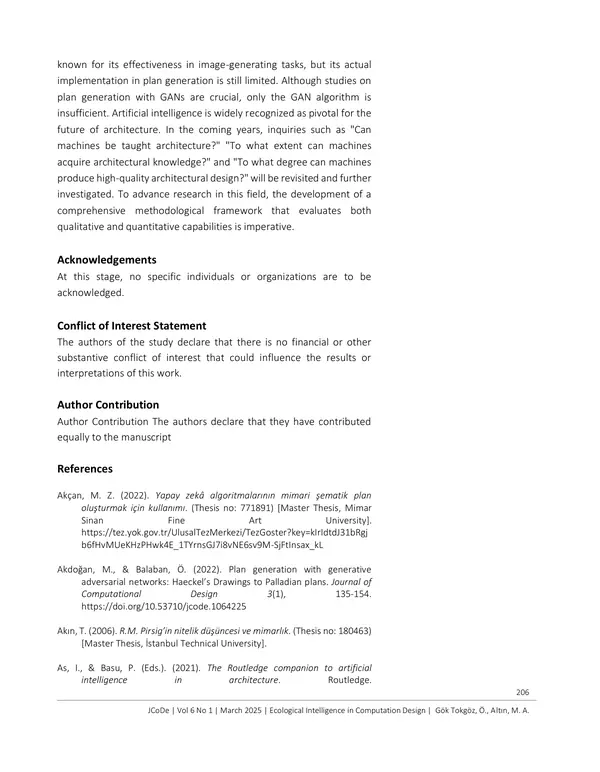 known for its effectiveness in image-generating tasks, but its actual
implementation in plan generation is still limited. Although studies on
plan generation with GANs are crucial, only the GAN algorithm is
insufficient. Artificial intelligence is widely recognized as pivotal for the
future of architecture. In the coming years, inquiries such as "Can
machines be taught architecture?" "To what extent can machines
acquire architectural knowledge?" and "To what degree can machines
produce high-quality architectural design?" will be revisited and further
investigated. To advance research in this field, the development of a
comprehensive methodological framework that evaluates both
qualitative and quantitative capabilities is imperative.
Acknowledgements
At this stage, no specific individuals or organizations are to be
acknowledged.
Conflict of Interest Statement
The authors of the study declare that there is no financial or other
substantive conflict of interest that could influence the results or
interpretations of this work.
Author Contribution
Author Contribution The authors declare that they have contributed
equally to the manuscript
References
Akçan, M. Z. (2022). Yapay zekâ algoritmalarının mimari şematik plan
oluşturmak için kullanımı. (Thesis no: 771891) [Master Thesis, Mimar
Sinan Fine Art University].
https://tez.yok.gov.tr/UlusalTezMerkezi/TezGoster?key=kIrIdtdJ31bRgj
b6fHvMUeKHzPHwk4E_1TYrnsGJ7i8vNE6sv9M-SjFtInsax_kL
Akdoğan, M., & Balaban, Ö. (2022). Plan generation with generative
adversarial networks: Haeckel's Drawings to Palladian plans. Journal of
Computational Design 3(1), 135-154.
https://doi.org/10.53710/jcode.1064225
Akın, T. (2006). R.M. Pirsig'in nitelik düşüncesi ve mimarlık. (Thesis no: 180463)
[Master Thesis, İstanbul Technical University].
As, I., & Basu, P. (Eds.). (2021). The Routledge companion to artificial
intelligence in architecture. Routledge.
206
JCoDe | Vol 6 No 1 | March 2025 | Ecological Intelligence in Computation Design | Gök Tokgöz, Ö., Altın, M. A.